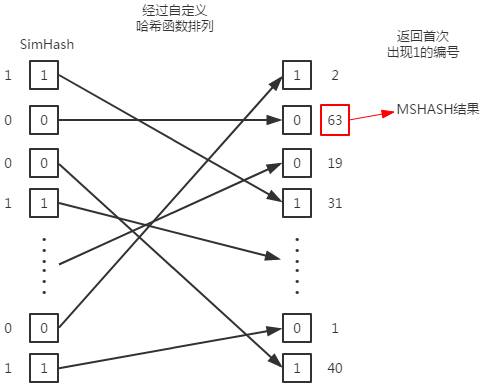 经过自定义
哈希函数排列
返回首次
出现1的编号
SimHash
1 1 1 2
0 0 0 63 MSHASH结果
0 0 0 19
1 1 1 31
0 0 0 1
1 1 1 40